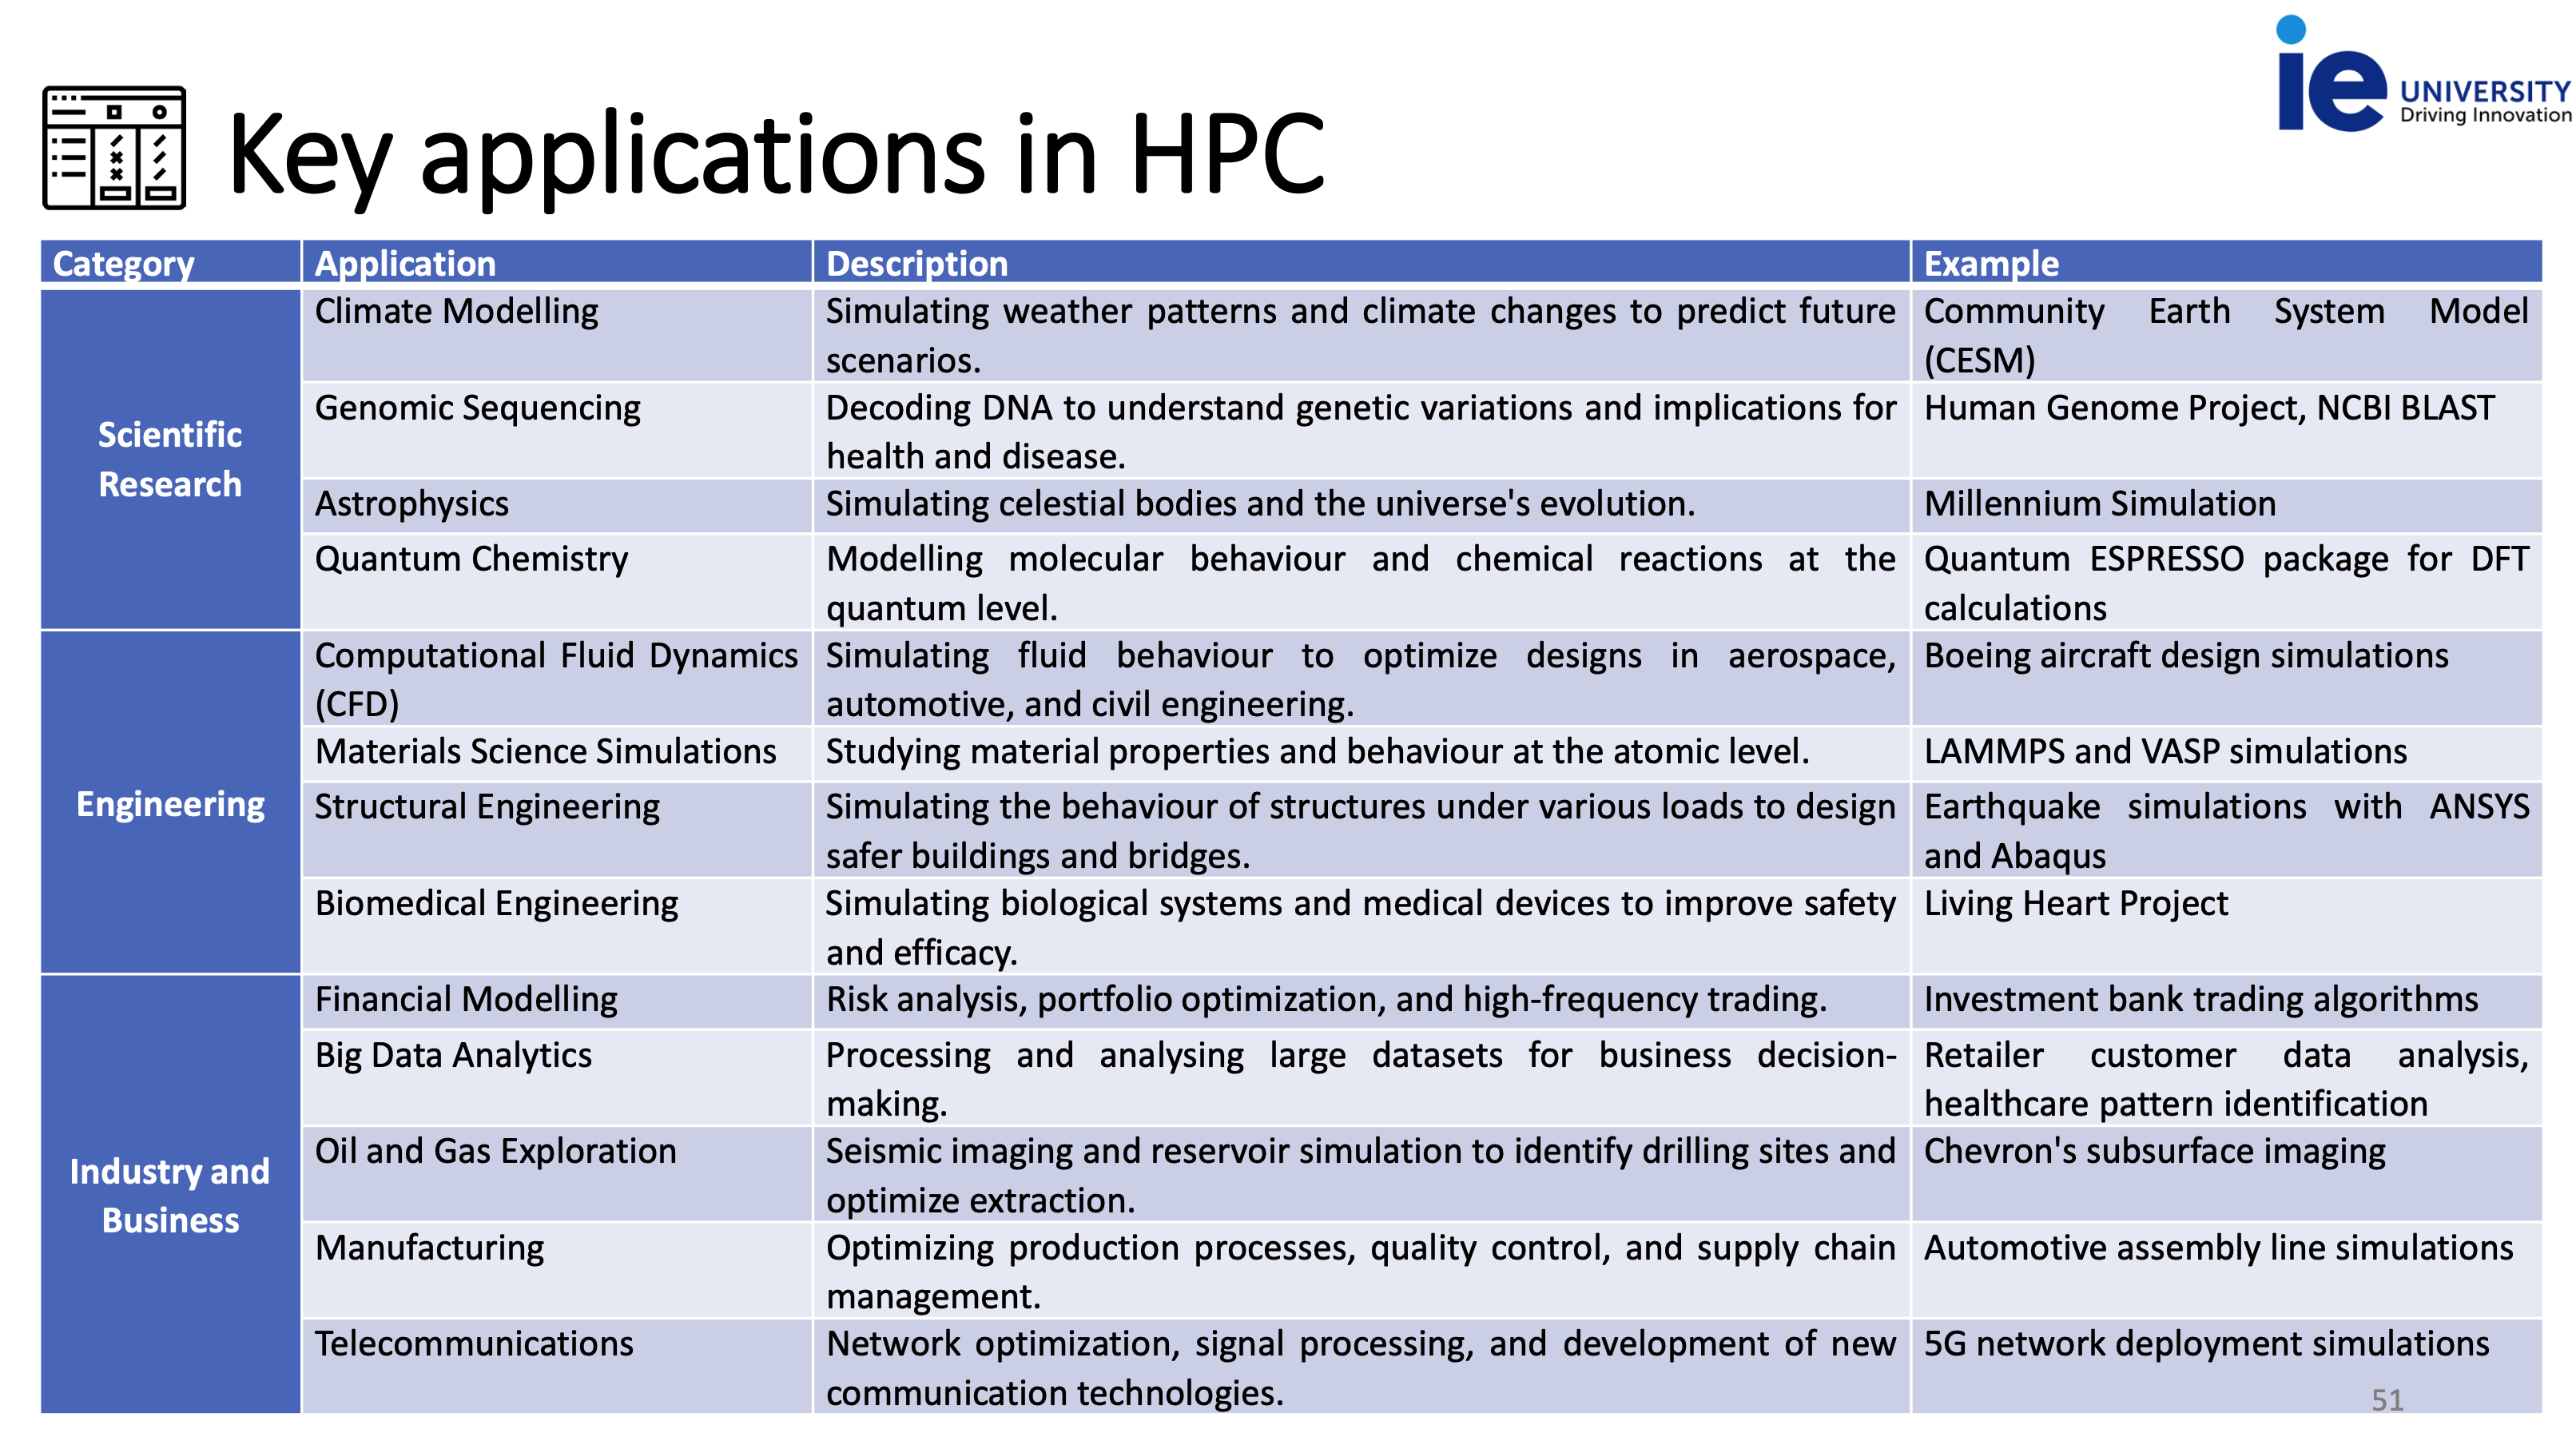 ie UNIVERSITY
Driving Innovation
Key applications in HPC
Category Application Description Example
Scientific
Research
Climate Modelling
Simulating weather patterns and climate changes to predict future
scenarios.
Community Earth System Model
(CESM)
Genomic Sequencing
Decoding DNA to understand genetic variations and implications for
health and disease.
Human Genome Project, NCBI BLAST
Astrophysics
Simulating celestial bodies and the universe's evolution.
Millennium Simulation
Quantum Chemistry
Modelling molecular behaviour and chemical reactions at the
quantum level.
Quantum ESPRESSO package for DFT
calculations
Engineering
Computational Fluid Dynamics
(CFD)
Simulating fluid behaviour to optimize designs in aerospace,
automotive, and civil engineering.
Boeing aircraft design simulations
Materials Science Simulations
Studying material properties and behaviour at the atomic level.
LAMMPS and VASP simulations
Structural Engineering
Simulating the behaviour of structures under various loads to design
safer buildings and bridges.
Earthquake simulations with ANSYS
and Abaqus
Biomedical Engineering
Simulating biological systems and medical devices to improve safety
and efficacy.
Living Heart Project
Industry and
Business
Financial Modelling
Risk analysis, portfolio optimization, and high-frequency trading.
Investment bank trading algorithms
Big Data Analytics
Processing and analysing large datasets for business decision-
making.
Retailer customer data analysis,
healthcare pattern identification
Oil and Gas Exploration
Seismic imaging and reservoir simulation to identify drilling sites and
optimize extraction.
Chevron's subsurface imaging
Manufacturing
Optimizing production processes, quality control, and supply chain
management.
Automotive assembly line simulations
Telecommunications
Network optimization, signal processing, and development of new
communication technologies.
5G network deployment simulations
51